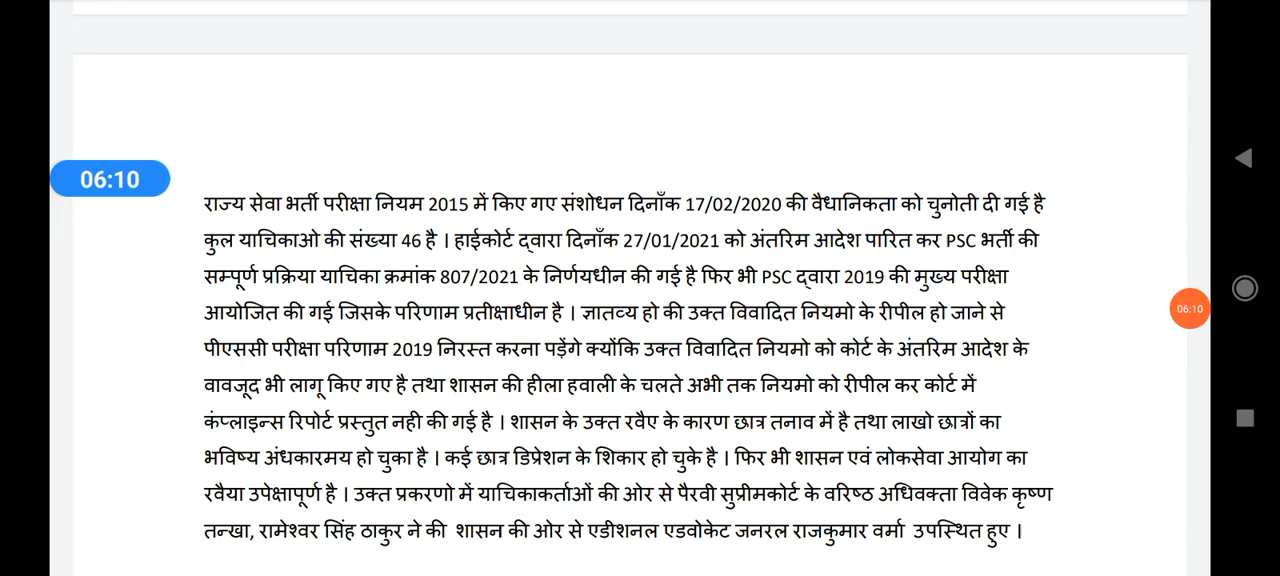 06:10
राज्य सेवा भर्ती परीक्षा नियम 2015 में किए गए संशोधन दिनाँक 17/02/2020 की वैधानिकता को चुनोती दी गई है
कुल याचिकाओ की संख्या 46 है । हाईकोर्ट द्वारा दिनाँक 27/01/2021 को अंतरिम आदेश पारित कर PSC भर्ती की
सम्पूर्ण प्रक्रिया याचिका क्रमांक 807/2021 के निर्णयधीन की गई है फिर भी PSC द्वारा 2019 की मुख्य परीक्षा
06:10
आयोजित की गई जिसके परिणाम प्रतीक्षाधीन है । ज्ञातव्य हो की उक्त विवादित नियमो के रीपील हो जाने से
पीएससी परीक्षा परिणाम 2019 निरस्त करना पड़ेंगे क्योंकि उक्त विवादित नियमो को कोर्ट के अंतरिम आदेश के
वावजूद भी लागू किए गए है तथा शासन की हीला हवाली के चलते अभी तक नियमो को रीपील कर कोर्ट में
कंप्लाइन्स रिपोर्ट प्रस्तुत नही की गई है । शासन के उक्त रवैए के कारण छात्र तनाव में है तथा लाखो छात्रों का
भविष्य अंधकारमय हो चुका है । कई छात्र डिप्रेशन के शिकार हो चुके है । फिर भी शासन एवं लोकसेवा आयोग का
रवैया उपेक्षापूर्ण है । उक्त प्रकरणो में याचिकाकर्ताओं की ओर से पैरवी सुप्रीमकोर्ट के वरिष्ठ अधिवक्ता विवेक कृष्ण
तन्खा, रामेश्वर सिंह ठाकुर ने की शासन की ओर से एडीशनल एडवोकेट जनरल राजकुमार वर्मा उपस्थित हुए ।